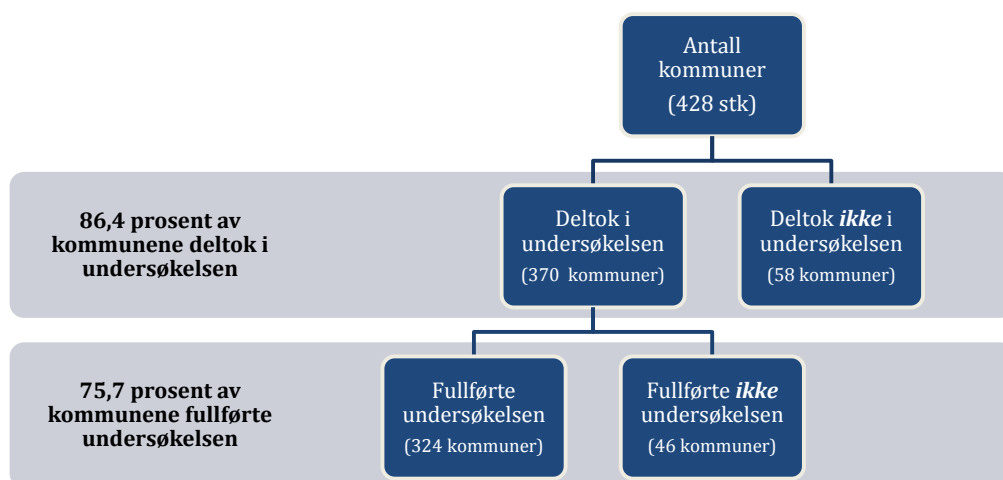 Antall
kommuner
(428 stk)
86,4 prosent av
kommunene deltok i
undersøkelsen
Deltok i
undersøkelsen
(370 kommuner)
Deltok ikke i
undersøkelsen
(58 kommuner)
75,7 prosent av
kommunene fullførte
undersøkelsen
Fullførte
undersøkelsen
(324 kommuner)
Fullførte ikke
undersøkelsen
(46 kommuner)